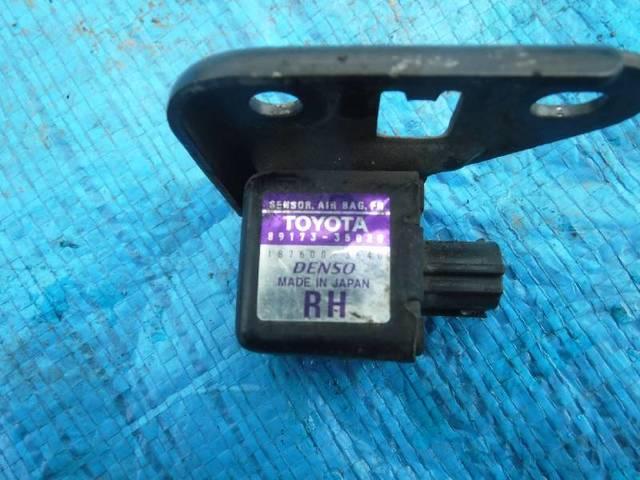 SENSOR, AIR BAG, FR
TOYOTA
89173-35020
DENSO
MADE IN JAPAN
RH